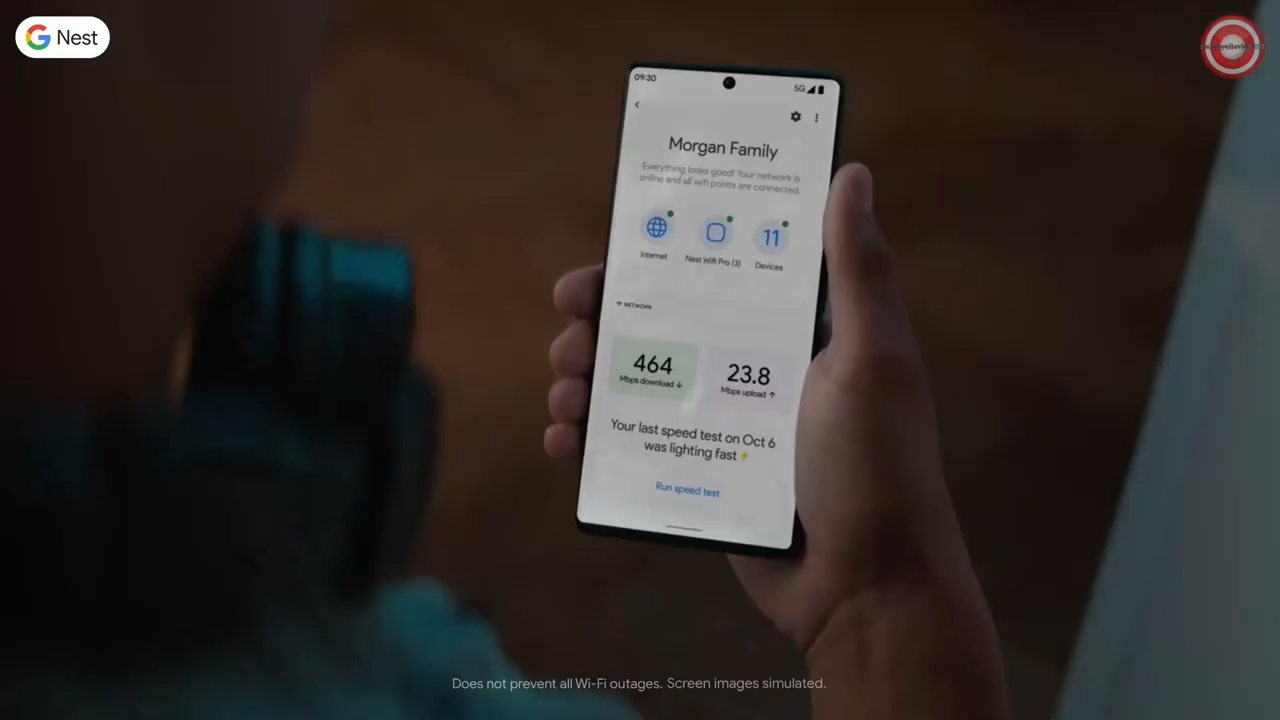 Nest
09:30
5G
Morgan Family
Everything looks good! Your network is
online and all wifi points are connected.
11
Internet
Nest Wifi Pro (3)
Devices
NETWORK
464
Mbps download ↓
23.8
Mbps upload ↑
Your last speed test on Oct 6
was lighting fast⚡
Run speed test
Does not prevent all Wi-Fi outages. Screen images simulated.